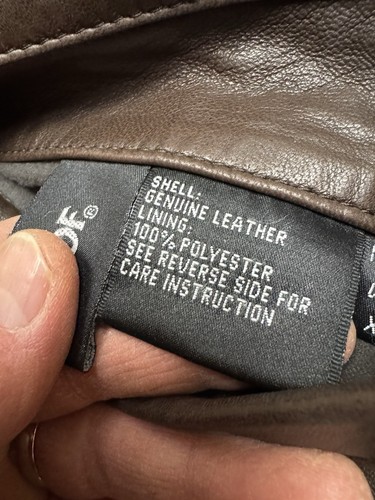 SHELL:
GENUINE LEATHER
LINING:
100% POLYESTER
SEE REVERSE SIDE FOR
CARE INSTRUCTION